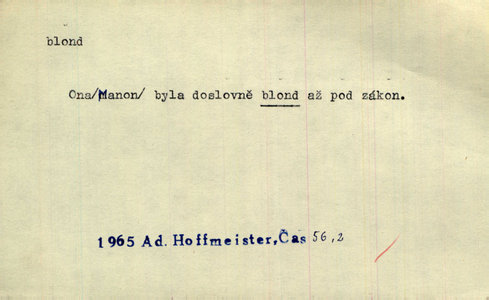 blond
Ona/Manon/ byla doslovně blond až pod zákon.
1965 Ad. Hoffmeister, Čas 56,2